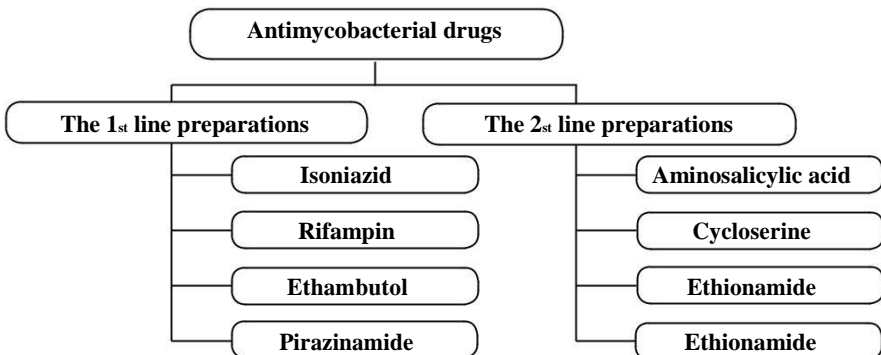 Antimycobacterial drugs
The 1st line preparations
Isoniazid
Rifampin
Ethambutol
Pirazinamide
The 2st line preparations
Aminosalicylic acid
Cycloserine
Ethionamide
Ethionamide